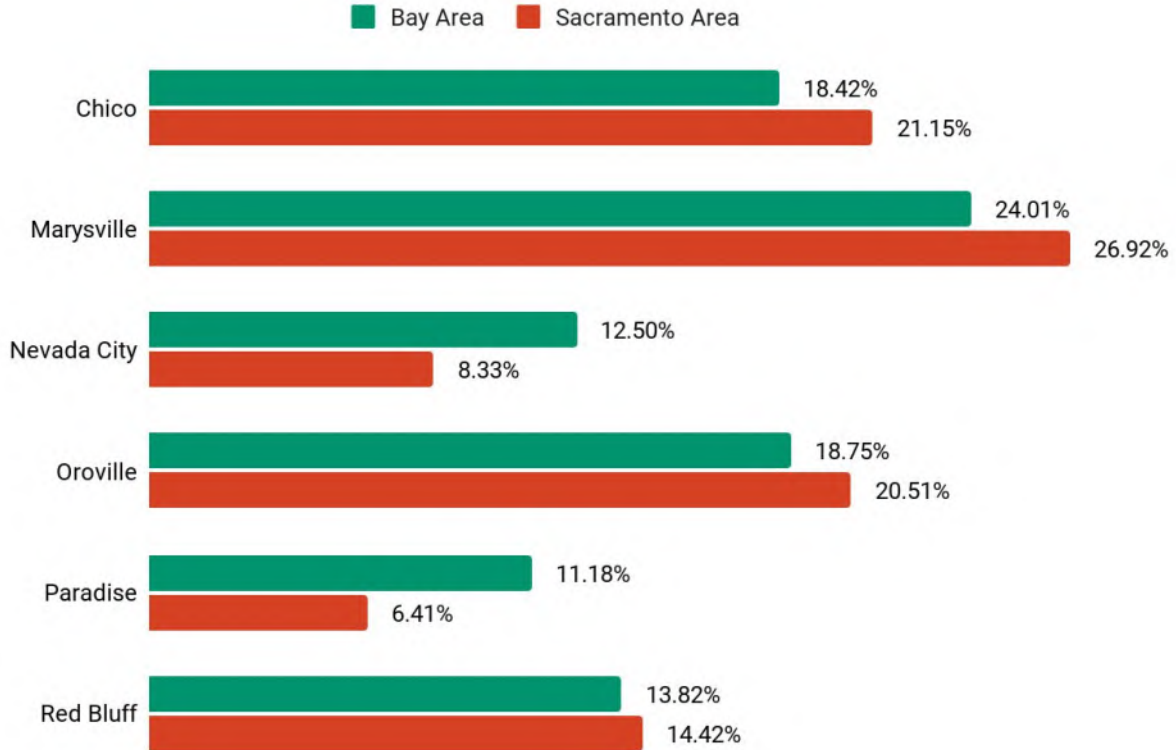 Bay Area Sacramento Area
Chico
18.42%
21.15%
Marysville
24.01%
26.92%
Nevada City
12.50%
8.33%
Oroville
18.75%
20.51%
Paradise
11.18%
6.41%
Red Bluff
13.82%
14.42%